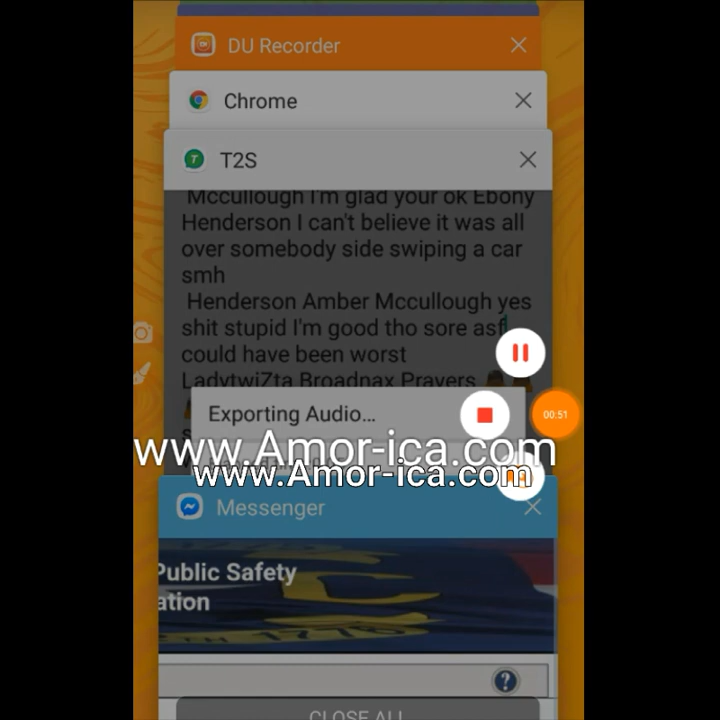 DU Recorder
Chrome
T2S
Mccullough I'm glad your ok Ebony
Henderson I can't believe it was all
over somebody side swiping a car
smh
Henderson Amber Mccullough yes
shit stupid I'm good tho sore asf
could have been worst
LadytwiZta Broadnax Prayers
Exporting Audio...
00:51
www.Amor-ica.com
www.Amor-ica.com
Messenger
Public Safety
ation
1776
?
CLOSE ALL